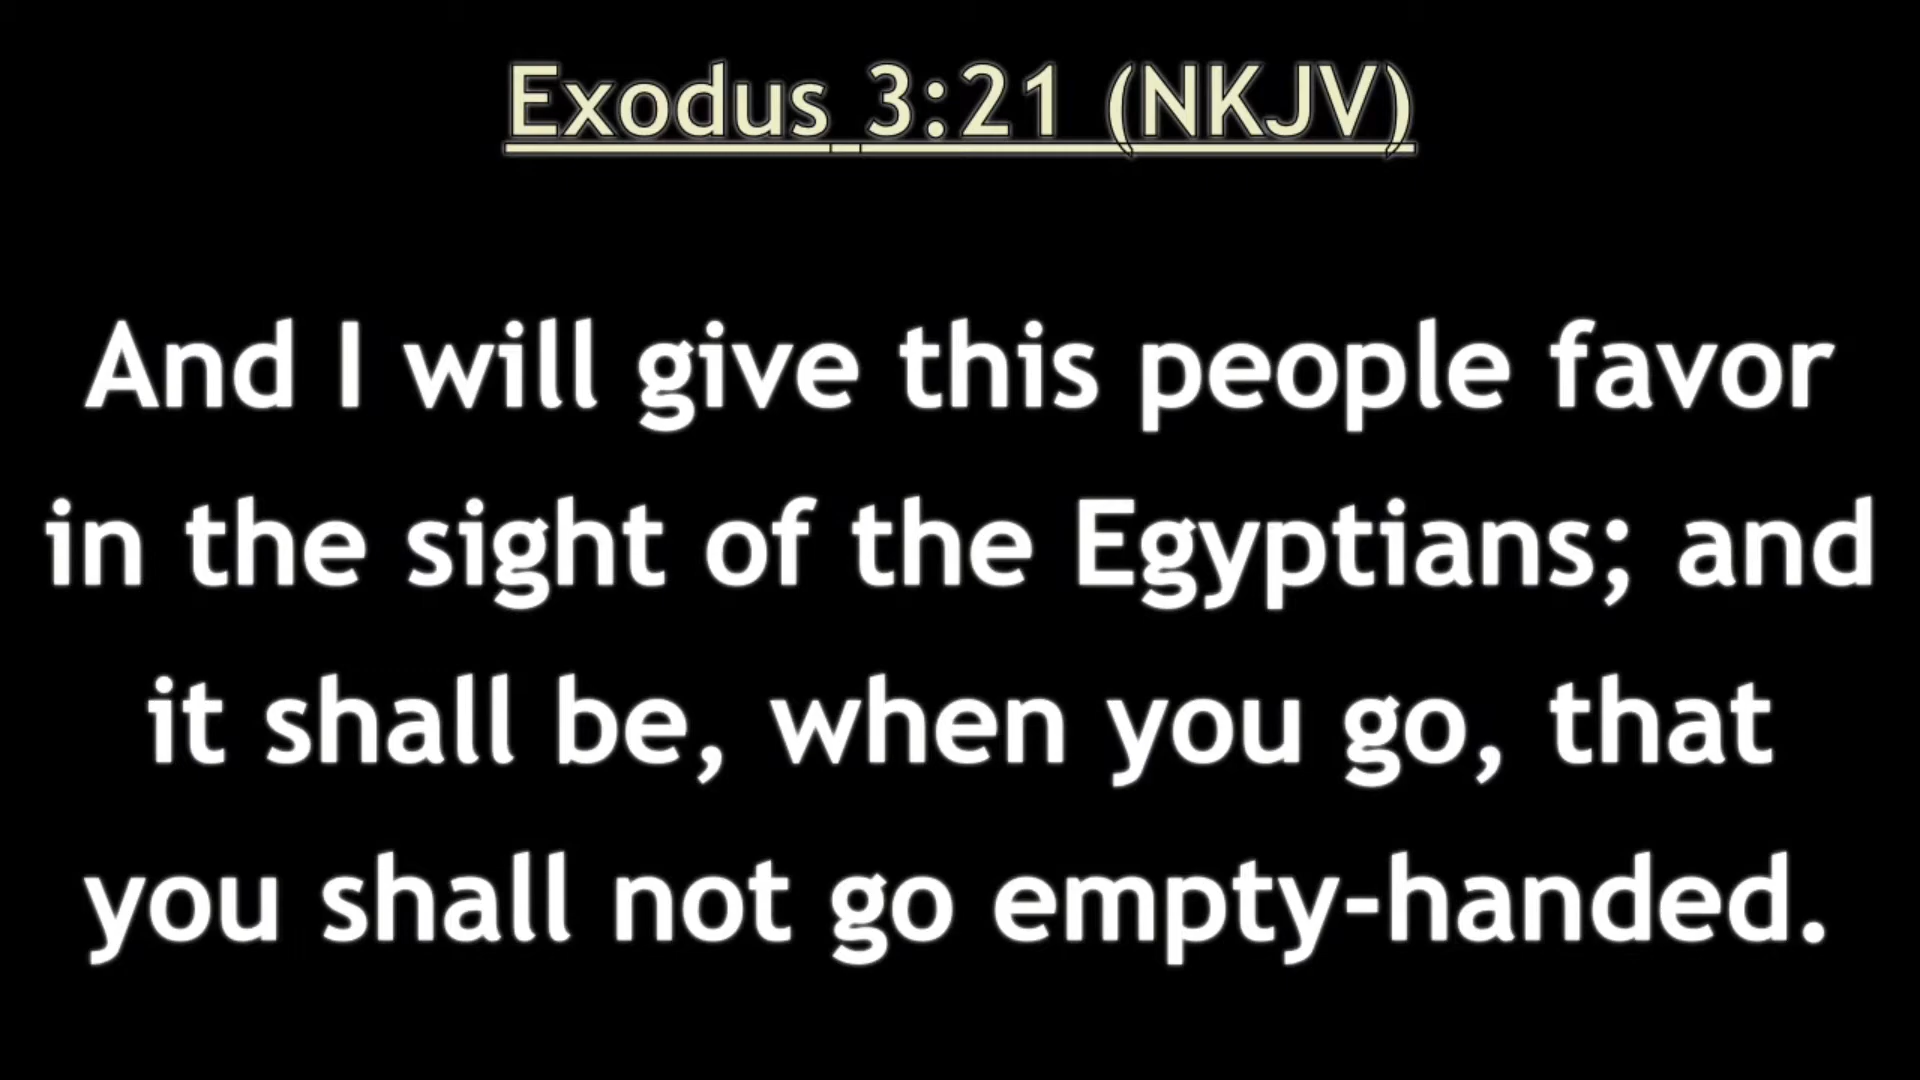 Exodus 3:21 (NKJV)
And I will give this people favor
in the sight of the Egyptians; and
it shall be, when you go, that
you shall not go empty-handed.